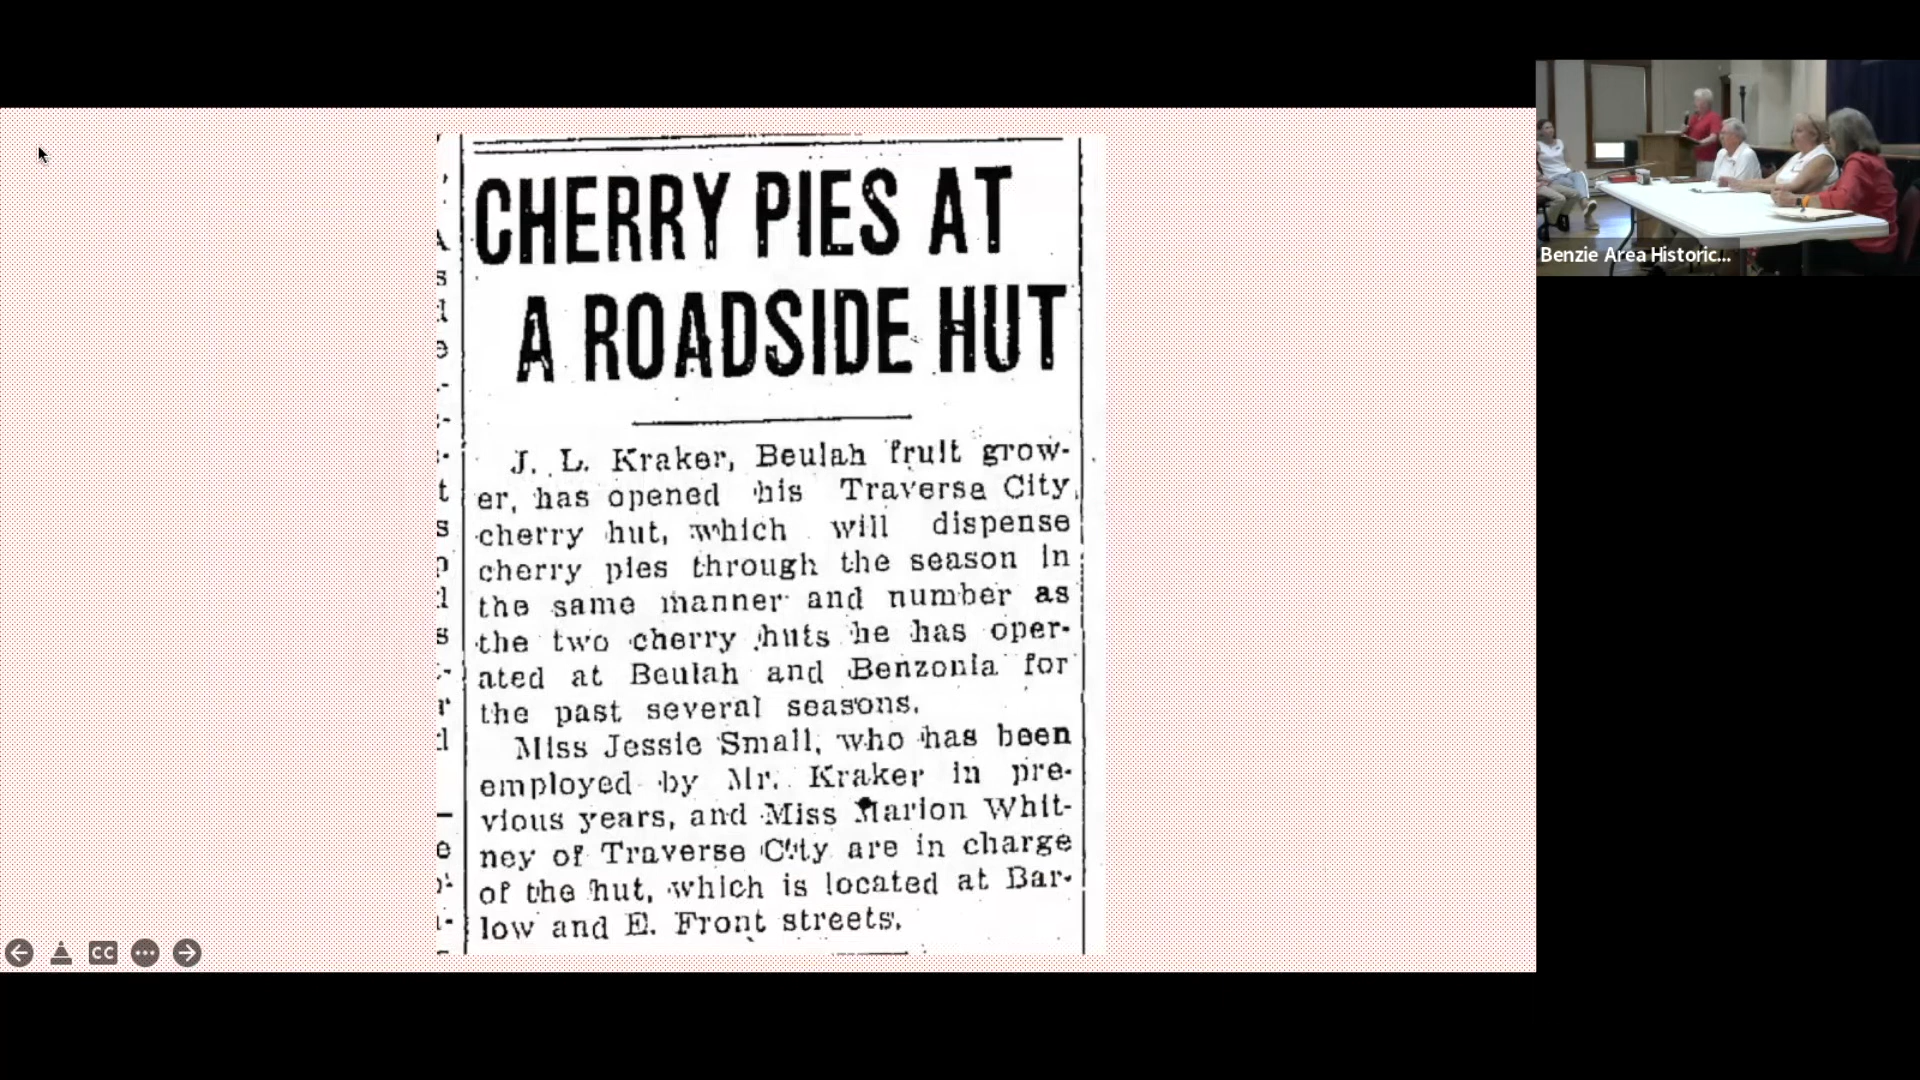 CHERRY PIES AT
A ROADSIDE HUT
J. L. Kraker, Beulah fruit grow-
er, has opened his Traverse City
cherry hut, which will dispense
cherry pies through the season in
the same manner and number as
the two cherry huts he has oper-
ated at Beulah and Benzonia for
the past several seasons.
Miss Jessie Small, who has been
employed by Mr. Kraker in pre-
vious years, and Miss Marion Whit-
ney of Traverse City are in charge
of the hut, which is located at Bar-
low and E. Front streets.
Benzie Area Historic...
CC